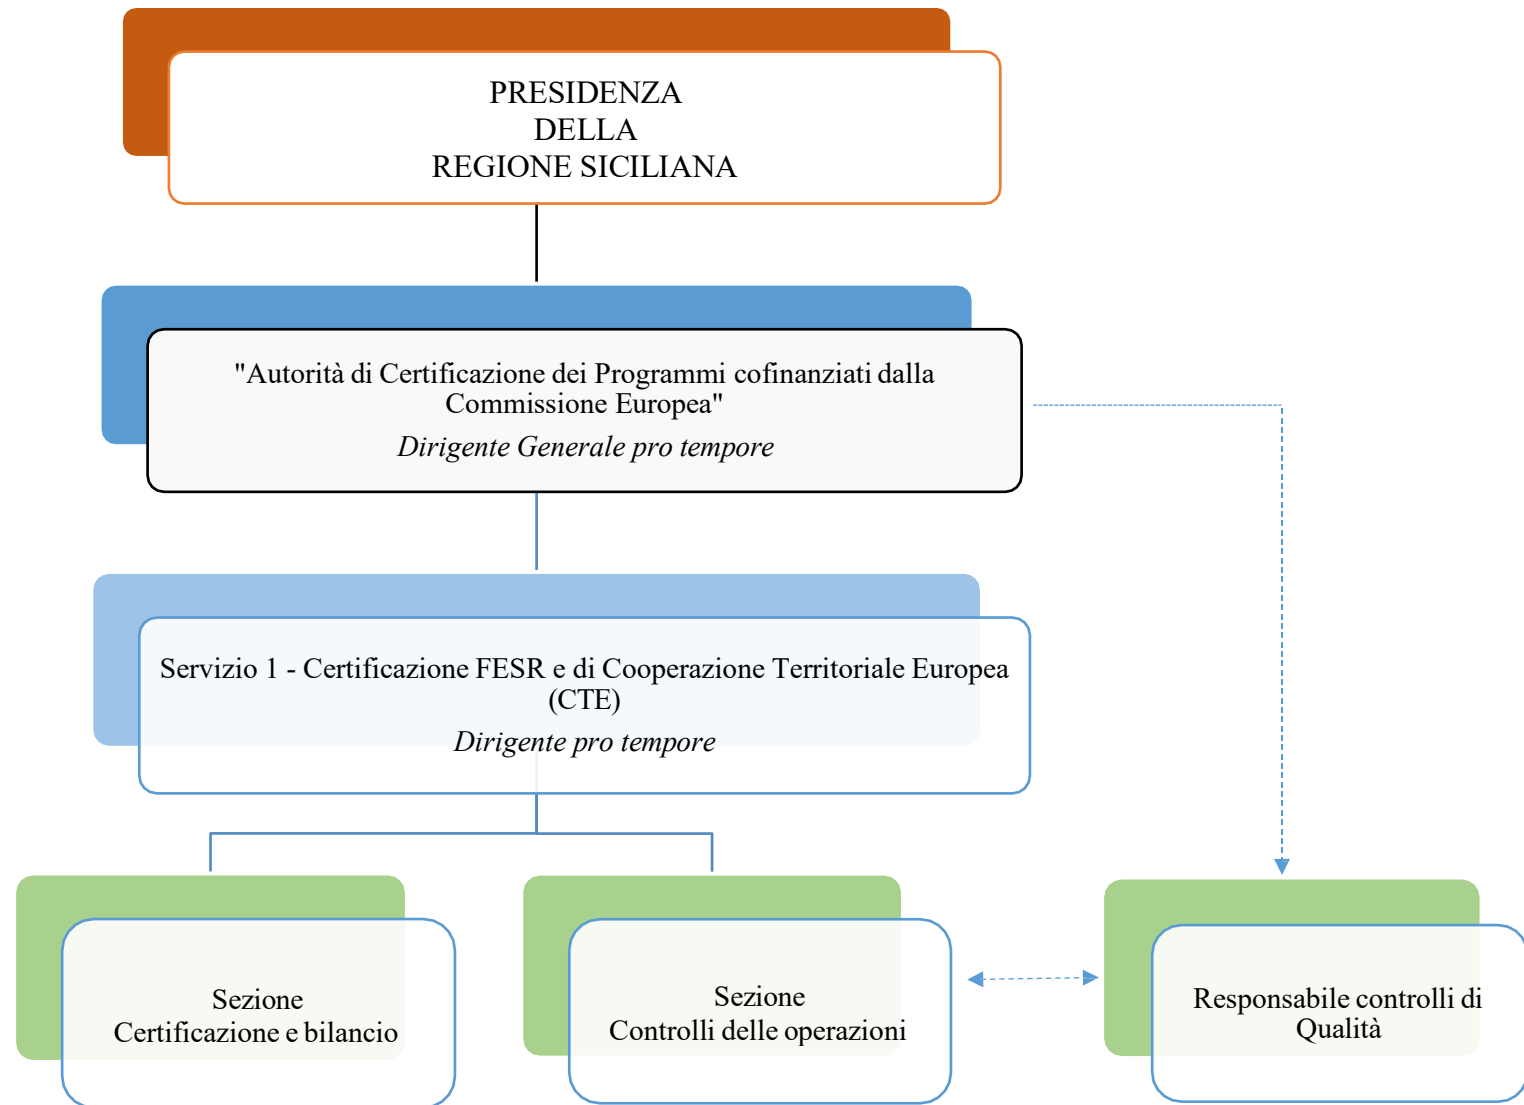 PRESIDENZA
DELLA
REGIONE SICILIANA
"Autorità di Certificazione dei Programmi cofinanziati dalla
Commissione Europea"
Dirigente Generale pro tempore
Servizio 1 - Certificazione FESR e di Cooperazione Territoriale Europea
(CTE)
Dirigente pro tempore
Sezione
Certificazione e bilancio
Sezione
Controlli delle operazioni
Responsabile controlli di
Qualità